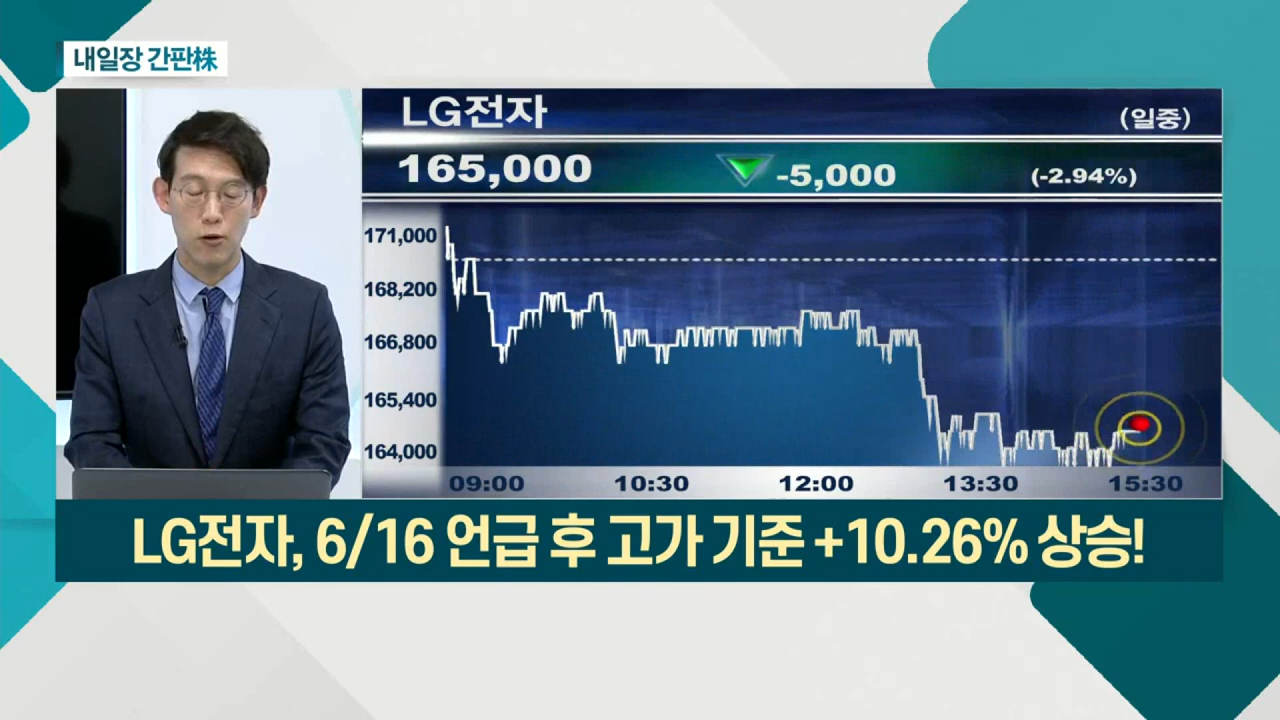 내일장 간판株
LG전자
(일중)
165,000 ▼ -5,000 (-2.94%)
171,000
168,200
166,800
165,400
164,000
09:00 10:30 12:00 13:30 15:30
LG전자, 6/16 언급 후 고가 기준 +10.26% 상승!